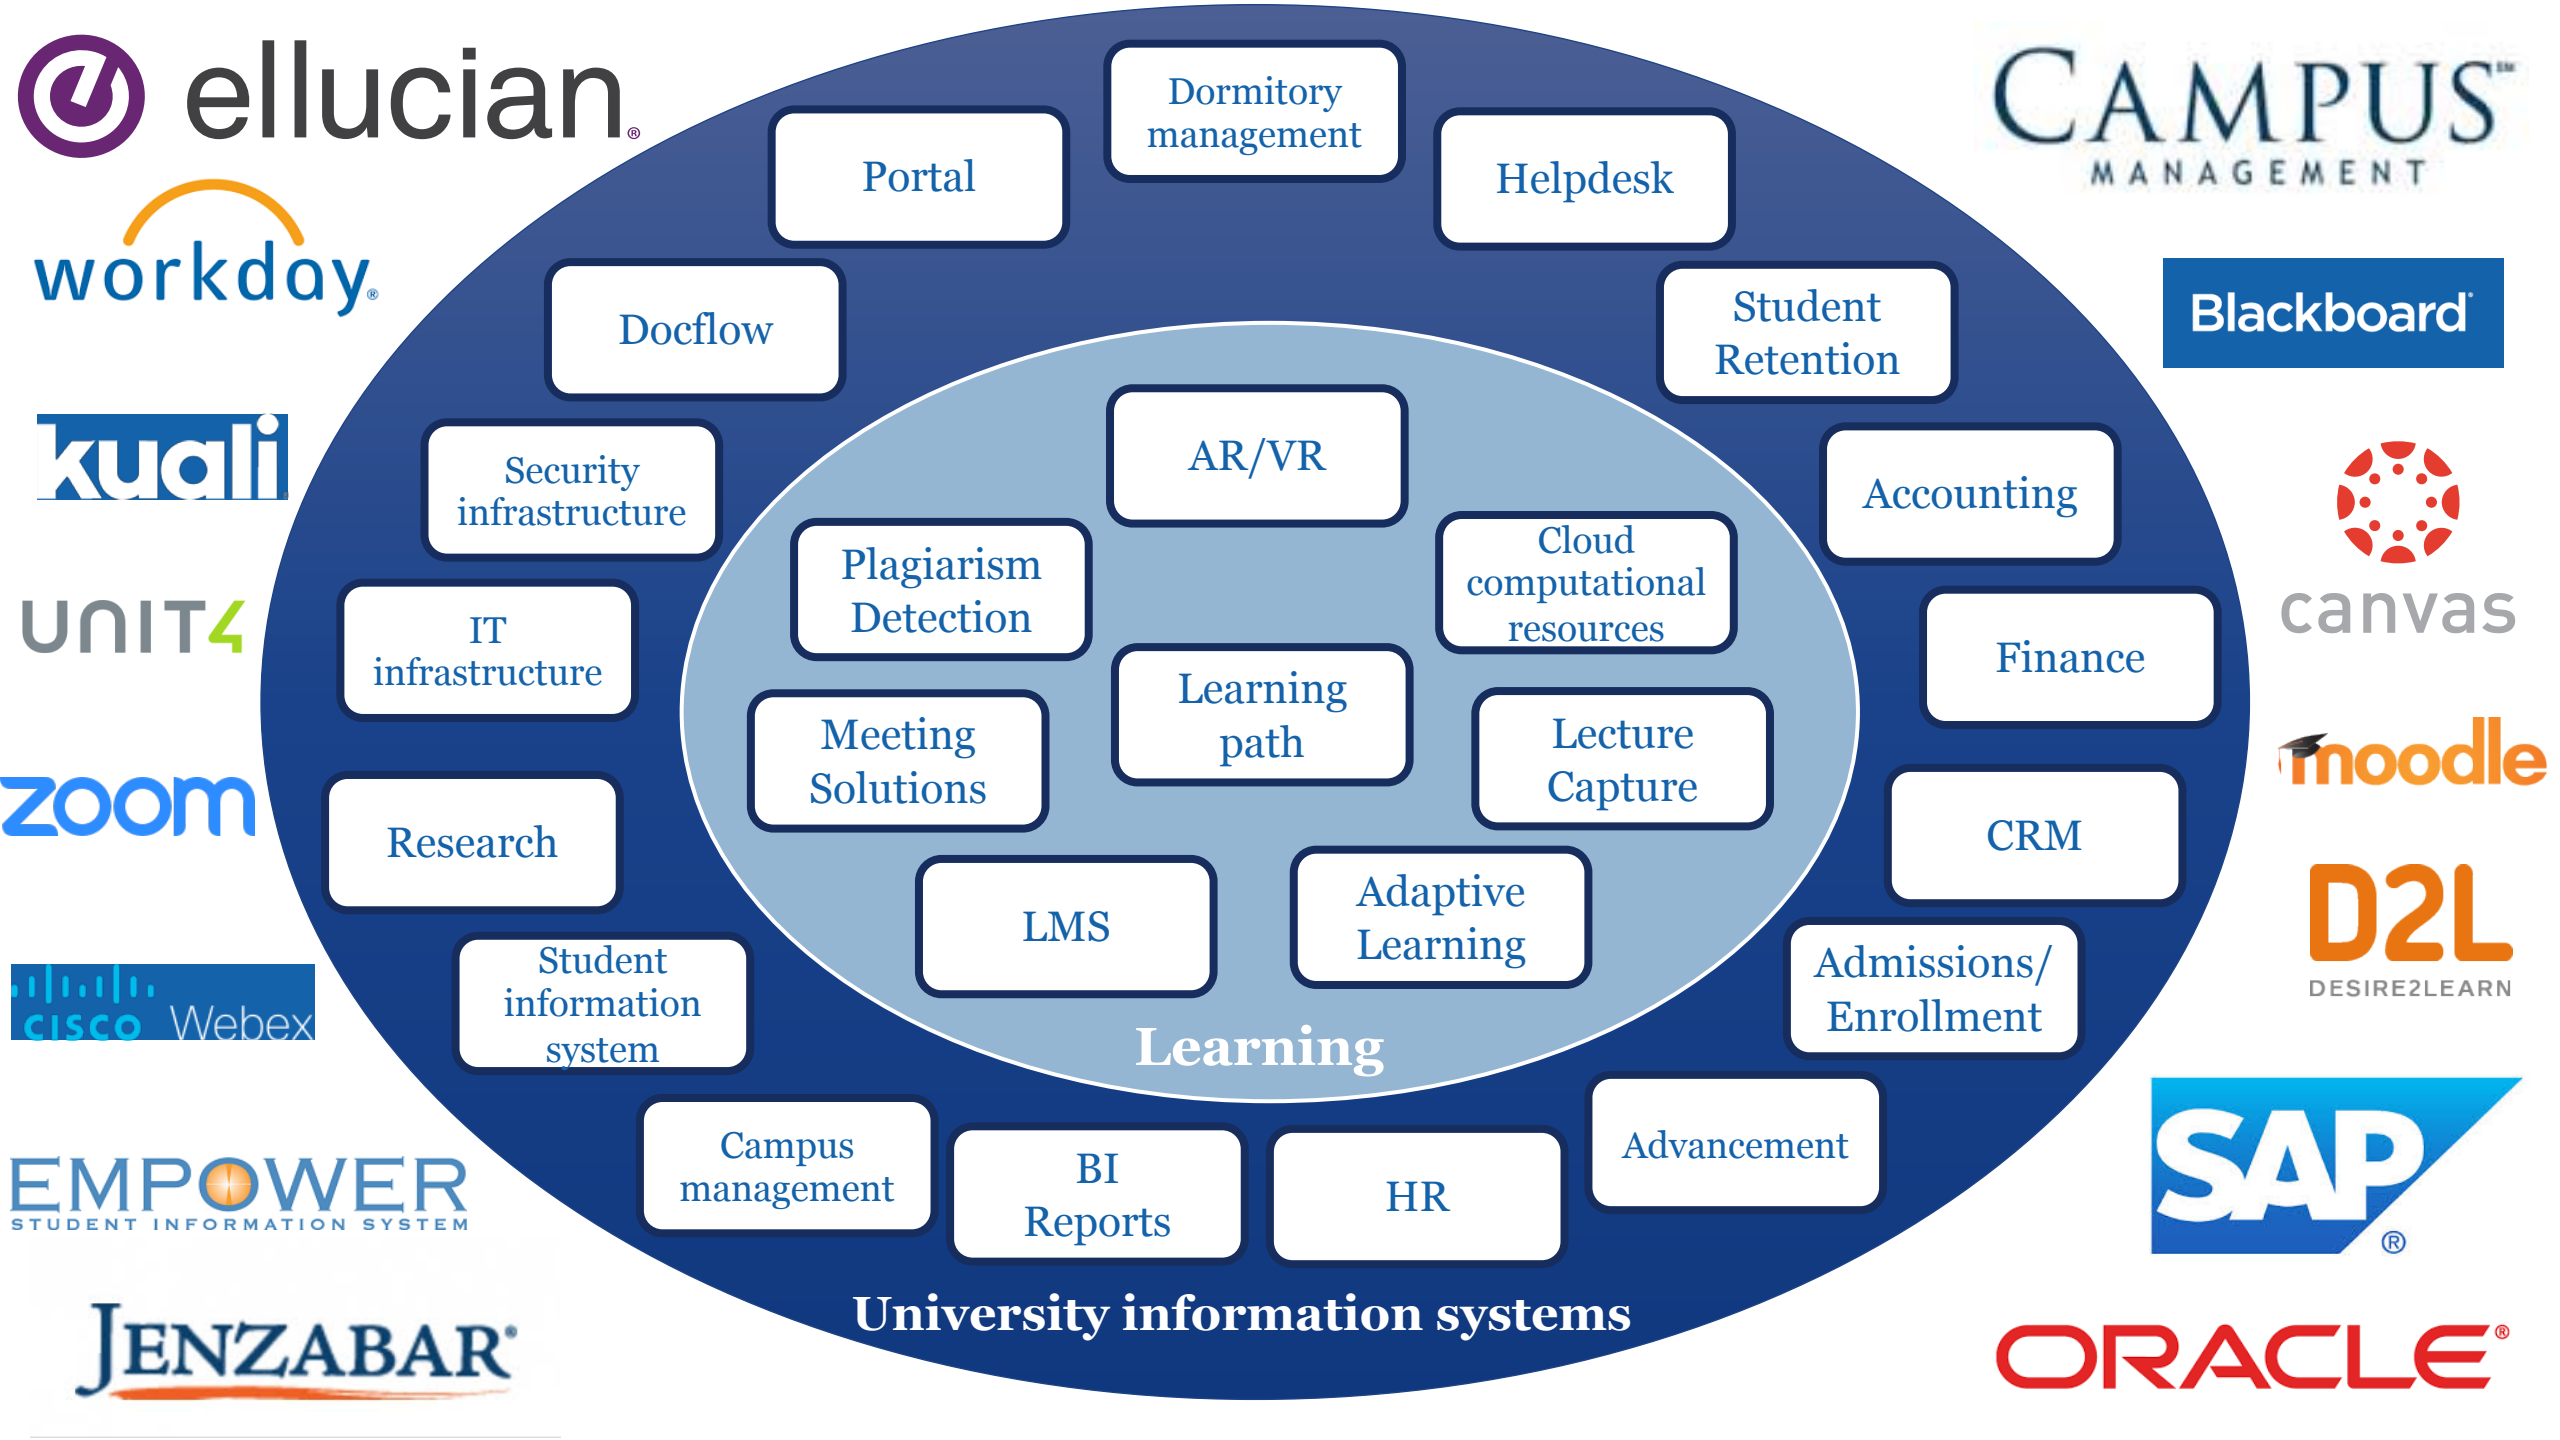 ellucian®
CAMPUS℠
MANAGEMENT
Dormitory
management
Portal
Helpdesk
workday®
Docflow
Student
Retention
Blackboard®
AR/VR
kuali
Security
infrastructure
Accounting
Plagiarism
Detection
Cloud
computational
resources
canvas
UNIT4
IT
infrastructure
Finance
Learning
path
Meeting
Solutions
Lecture
Capture
moodle
zoom
Research
CRM
LMS
Adaptive
Learning
D2L
DESIRE2LEARN
Student
information
system
Admissions/
Enrollment
cisco Webex
Learning
Campus
management
BI
Reports
HR
Advancement
EMPOWER
STUDENT INFORMATION SYSTEM
SAP®
University information systems
JENZABAR®
ORACLE®